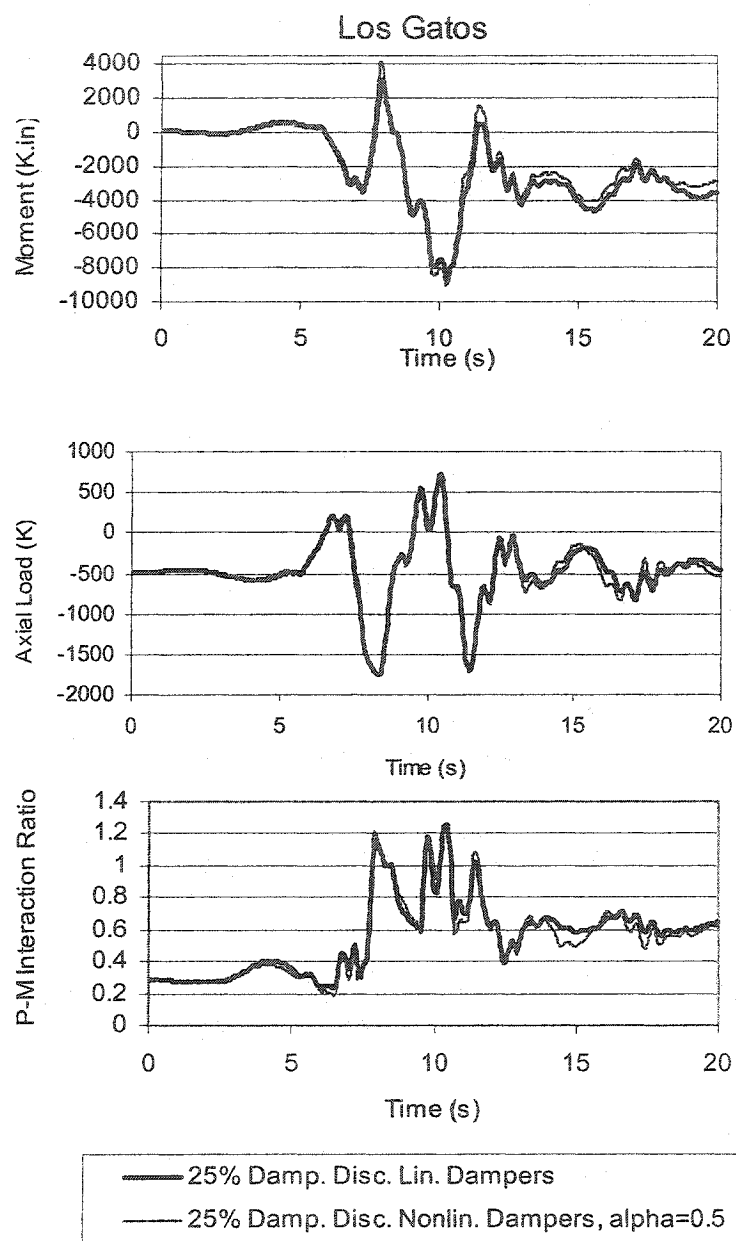 Los Gatos
Moment (K.in)
4000
2000
0
-2000
-4000
-6000
-8000
-10000
0 5 10 15 20
Time (s)
Axial Load (K)
1000
500
0
-500
-1000
-1500
-2000
0 5 10 15 20
Time (s)
P-M Interaction Ratio
1.4
1.2
1
0.8
0.6
0.4
0.2
0
0 5 10 15 20
Time (s)
25% Damp. Disc. Lin. Dampers
25% Damp. Disc. Nonlin. Dampers, alpha=0.5